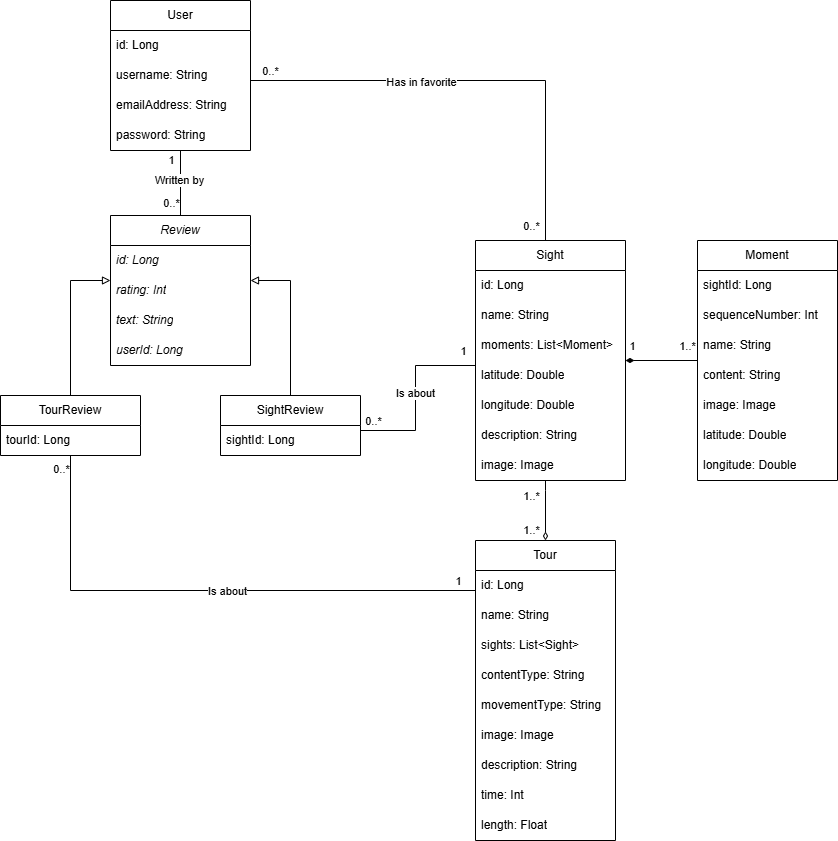 User
id: Long
username: String
emailAddress: String
password: String
0..*
Has in favorite
0..*
1
Written by
0..*
Review
id: Long
rating: Int
text: String
userId: Long
TourReview
tourId: Long
0..*
SightReview
sightId: Long
0..*
Is about
1
Sight
id: Long
name: String
moments: List<Moment>
latitude: Double
longitude: Double
description: String
image: Image
1
1..*
Moment
sightId: Long
sequenceNumber: Int
name: String
content: String
image: Image
latitude: Double
longitude: Double
1..*
1..*
Is about
1
Tour
id: Long
name: String
sights: List<Sight>
contentType: String
movementType: String
image: Image
description: String
time: Int
length: Float